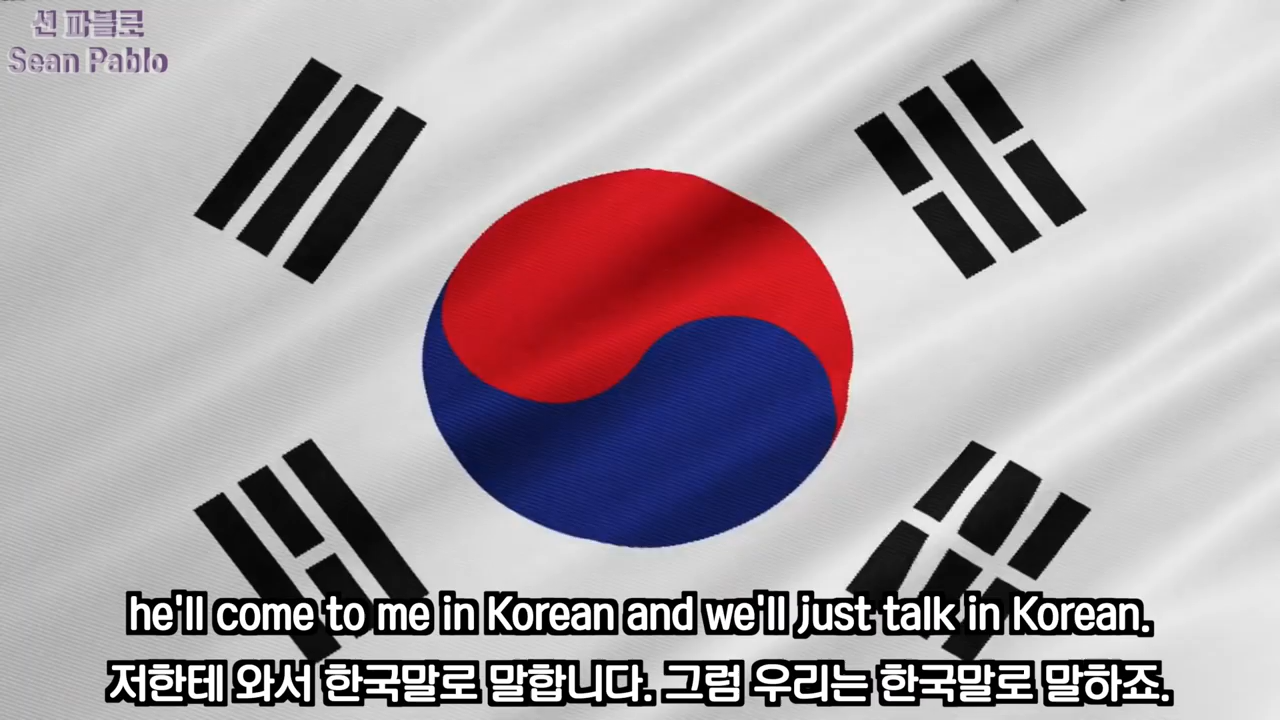 션 파블로
Sean Pablo
he'll come to me in Korean and we'll just talk in Korean.
저한테 와서 한국말로 말합니다. 그럼 우리는 한국말로 말하죠.